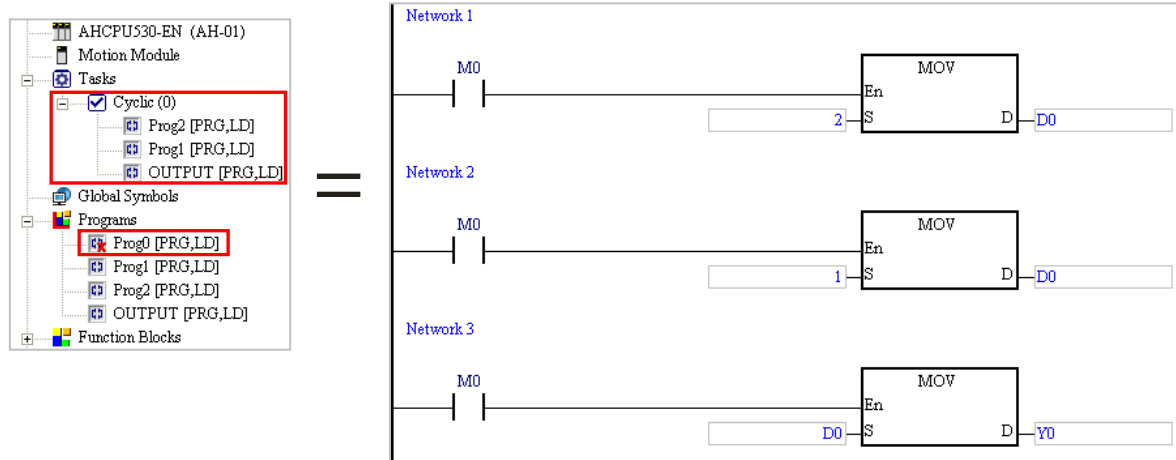 AHCPU530-EN (AH-01)
Motion Module
Tasks
Cyclic (0)
Prog2 [PRG,LD]
Prog1 [PRG,LD]
OUTPUT [PRG,LD]
Global Symbols
Programs
Prog0 [PRG,LD]
Prog1 [PRG,LD]
Prog2 [PRG,LD]
OUTPUT [PRG,LD]
Function Blocks
=
Network 1
M0
MOV
En
2 S D D0
Network 2
M0
MOV
En
1 S D D0
Network 3
M0
MOV
En
D0 S D Y0